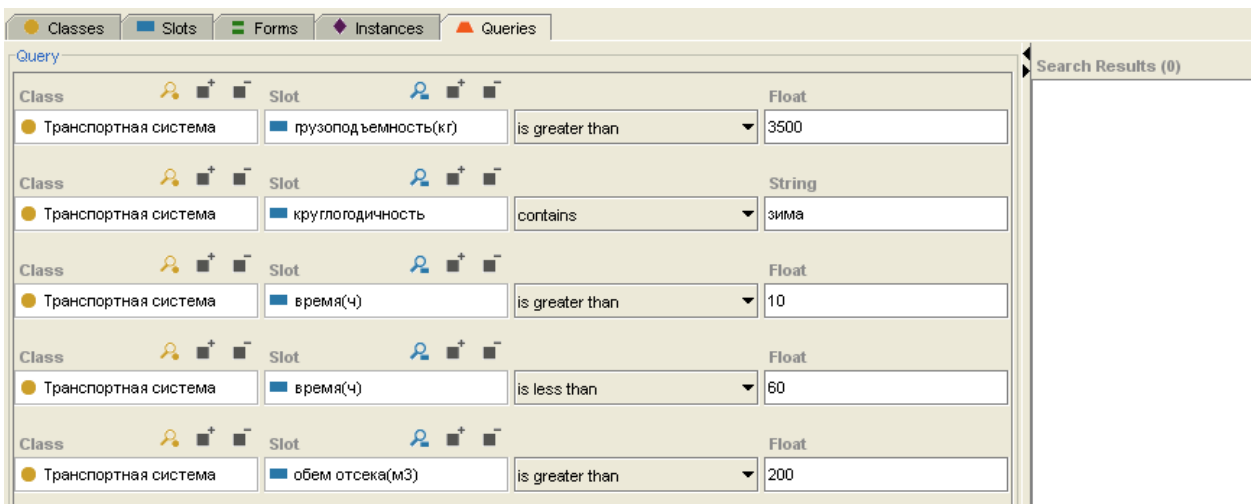 Classes Slots Forms Instances Queries
Query
Search Results (0)
Class Slot Float
Транспортная система грузоподъемность(кг) is greater than 3500
Class Slot String
Транспортная система круглогодичность contains зима
Class Slot Float
Транспортная система время(ч) is greater than 10
Class Slot Float
Транспортная система время(ч) is less than 60
Class Slot Float
Транспортная система обем отсека(м3) is greater than 200